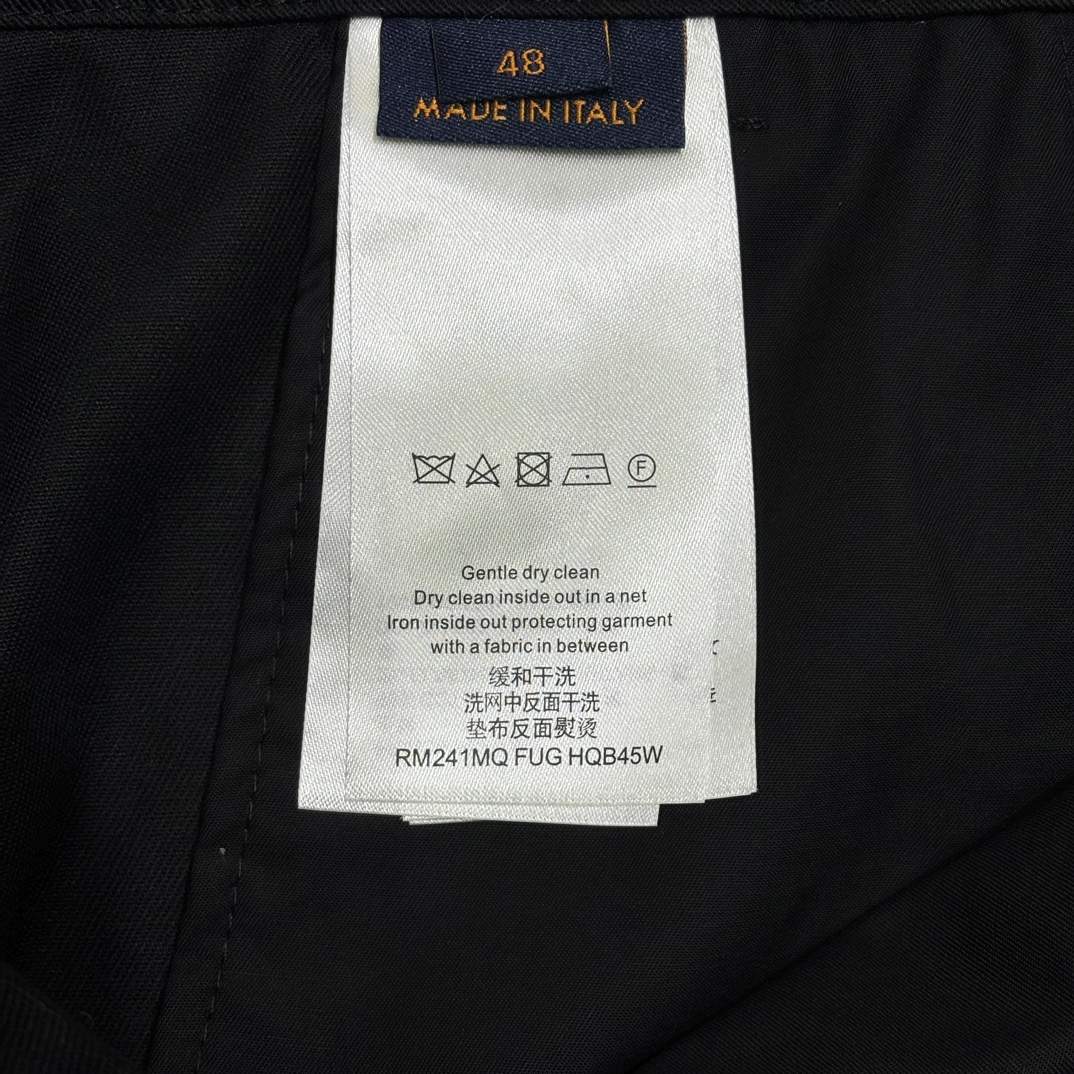 48
MADE IN ITALY
F
Gentle dry clean
Dry clean inside out in a net
Iron inside out protecting garment
with a fabric in between
缓和干洗
洗网中反面干洗
垫布反面熨烫
RM241MQ FUG HQB45W